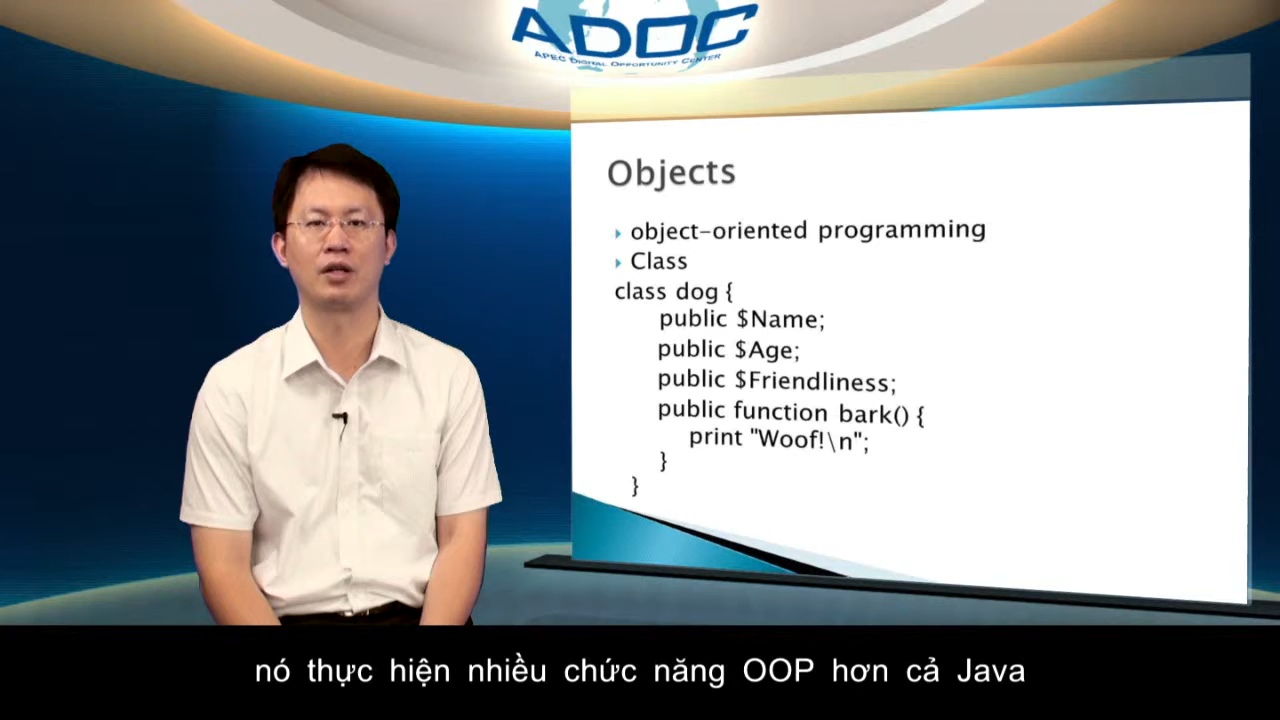 ADOC
APEC DIGITAL OPPORTUNITY CENTER
Objects
object-oriented programming
Class
class dog {
public $Name;
public $Age;
public $Friendliness;
public function bark() {
print "Woof!\n";
}
}
nó thực hiện nhiều chức năng OOP hơn cả Java